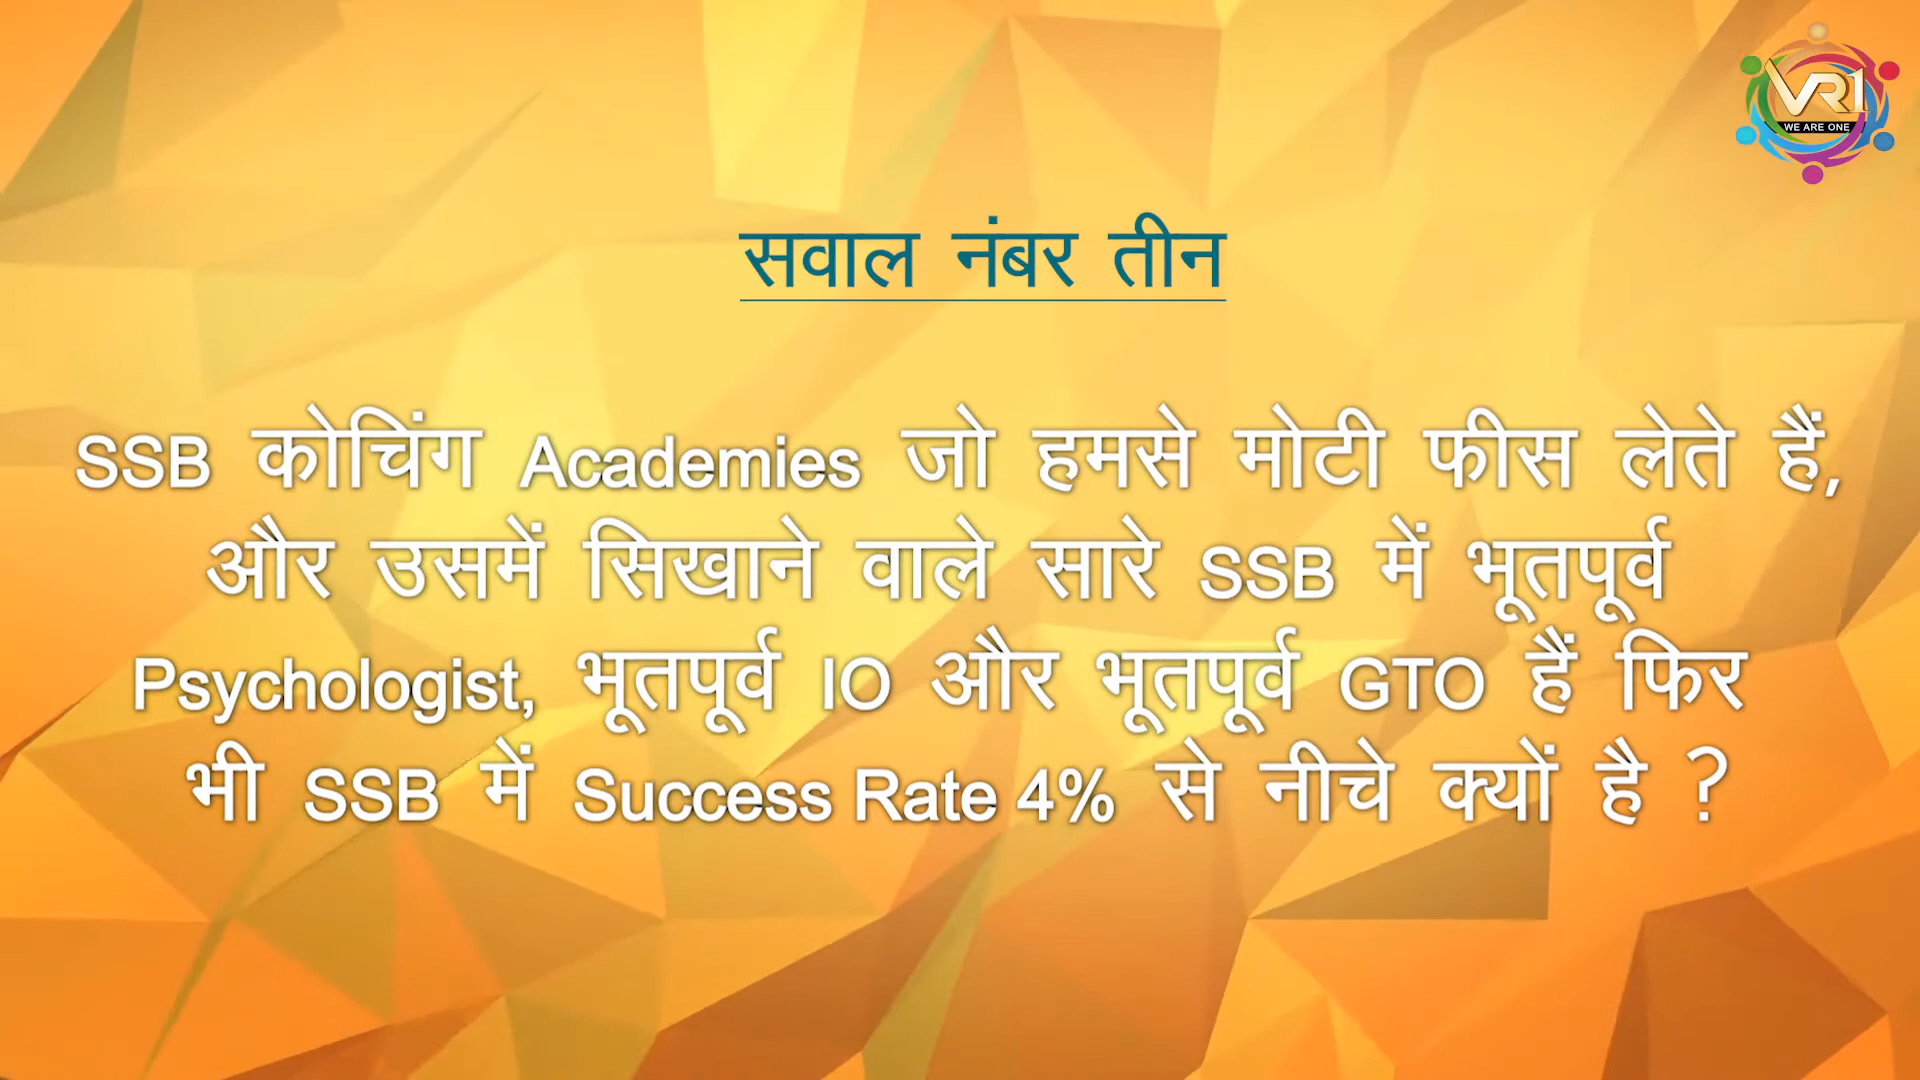 VR1
WE ARE ONE
सवाल नंबर तीन
SSB कोचिंग Academies जो हमसे मोटी फीस लेते हैं,
और उसमें सिखाने वाले सारे SSB में भूतपूर्व
Psychologist, भूतपूर्व IO और भूतपूर्व GTO हैं फिर
भी SSB में Success Rate 4% से नीचे क्यों है ?